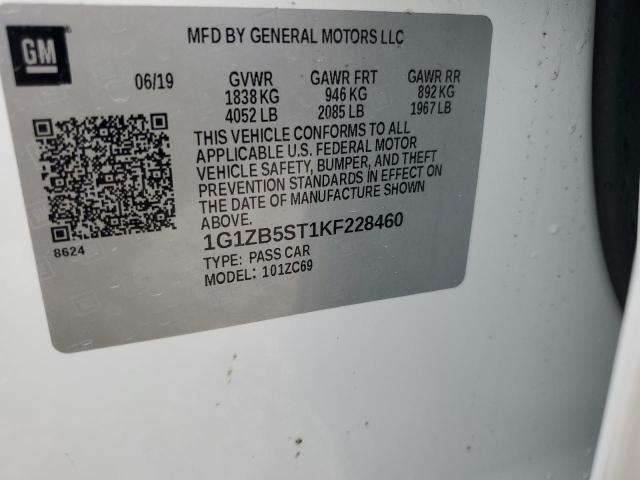 GM
MFD BY GENERAL MOTORS LLC
06/19 GVWR GAWR FRT GAWR RR
1838 KG 946 KG 892 KG
4052 LB 2085 LB 1967 LB
THIS VEHICLE CONFORMS TO ALL
APPLICABLE U.S. FEDERAL MOTOR
VEHICLE SAFETY, BUMPER, AND THEFT
PREVENTION STANDARDS IN EFFECT ON
THE DATE OF MANUFACTURE SHOWN
ABOVE.
8624
1G1ZB5ST1KF228460
TYPE: PASS CAR
MODEL: 101ZC69